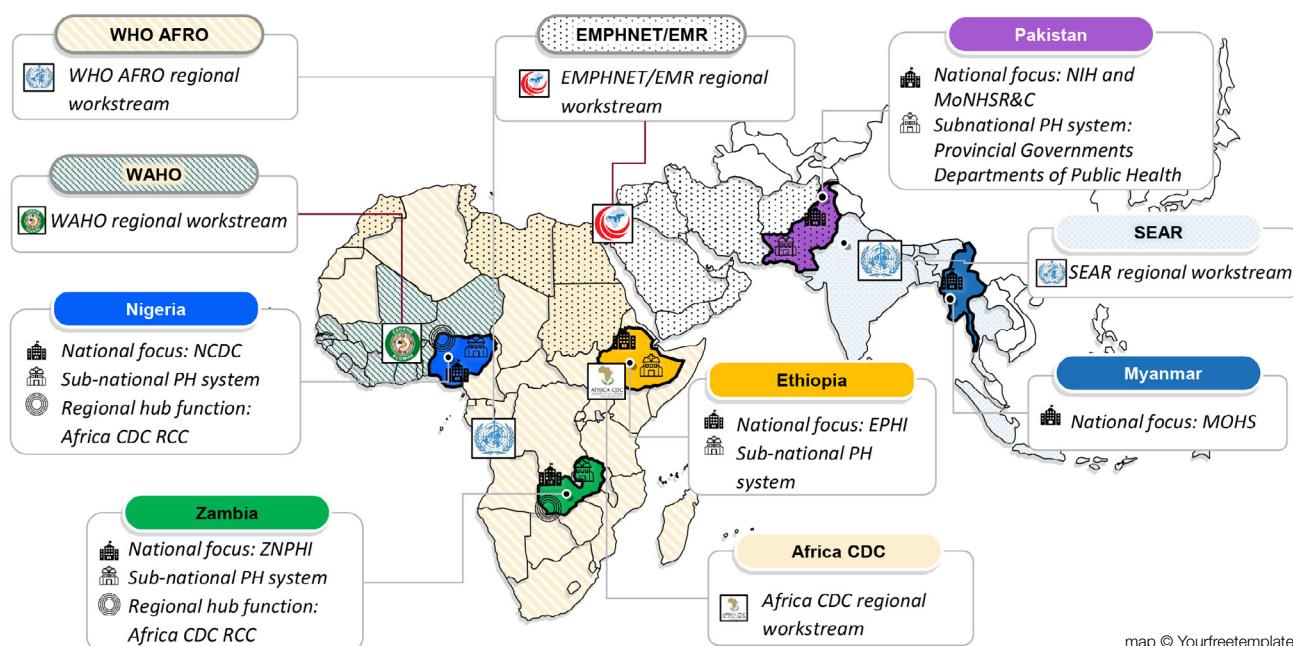 WHO AFRO
WHO AFRO regional
workstream
EMPHNET/EMR
EMPHNET/EMR regional
workstream
Pakistan
National focus: NIH and
MoNHSR&C
Subnational PH system:
Provincial Governments
Departments of Public Health
WAHO
WAHO regional workstream
SEAR
SEAR regional workstream
Nigeria
National focus: NCDC
Sub-national PH system
Regional hub function:
Africa CDC RCC
Ethiopia
National focus: EPHI
Sub-national PH
system
Myanmar
National focus: MOHS
AFRICA CDC
Zambia
National focus: ZNPHI
Sub-national PH system
Regional hub function:
Africa CDC RCC
Africa CDC
Africa CDC regional
workstream
map © Yourfreetemplate